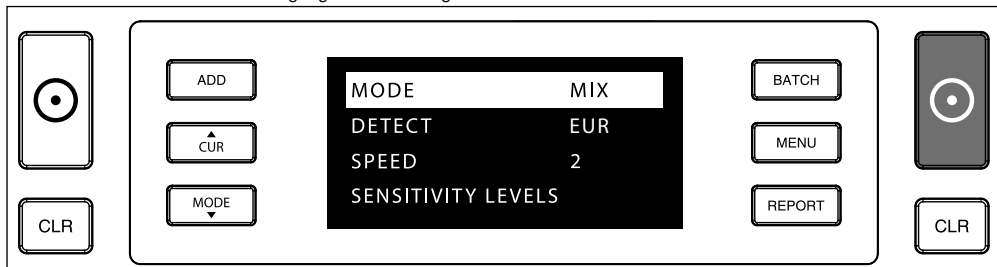 CLR
ADD
CUR
MODE
MODE MIX
DETECT EUR
SPEED 2
SENSITIVITY LEVELS
BATCH
MENU
REPORT
CLR